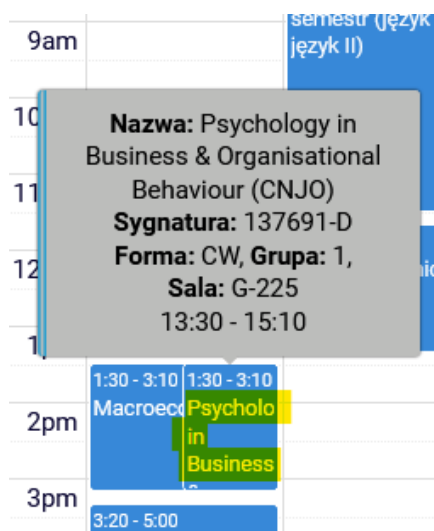 semestr (język
język II)
9am
10
11
12
1
Nazwa: Psychology in
Business & Organisational
Behaviour (CNJO)
Sygnatura: 137691-D
Forma: CW, Grupa: 1,
Sala: G-225
13:30 - 15:10
1:30 - 3:10
Macroec
1:30 - 3:10
Psycholo
in
Business
2pm
3pm
3:20 - 5:00